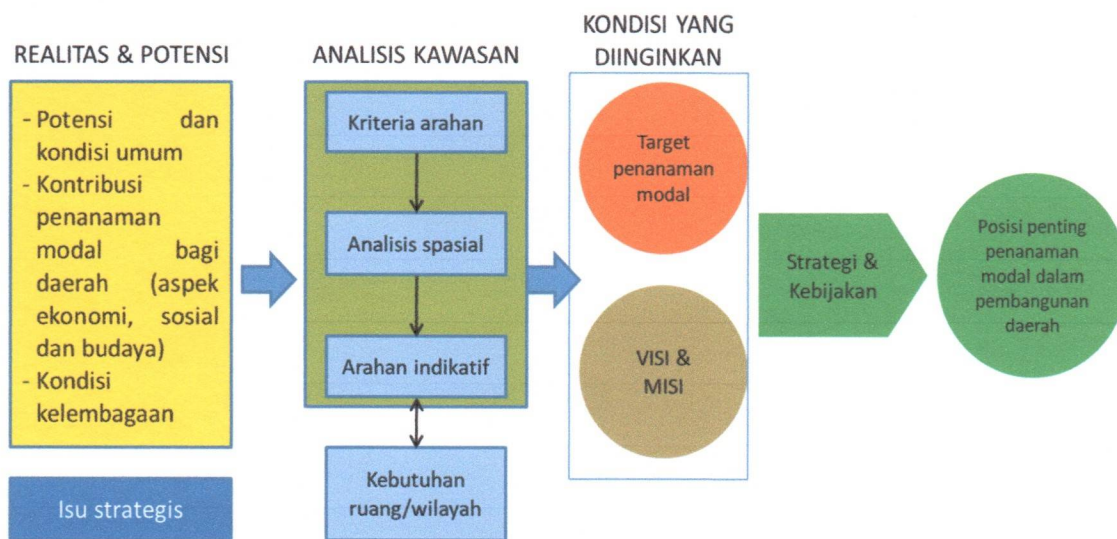 REALITAS & POTENSI
- Potensi dan
kondisi umum
- Kontribusi
penanaman
modal bagi
daerah (aspek
ekonomi, sosial
dan budaya)
- Kondisi
kelembagaan
Isu strategis
ANALISIS KAWASAN
Kriteria arahan
Analisis spasial
Arahan indikatif
Kebutuhan
ruang/wilayah
KONDISI YANG
DIINGINKAN
Target
penanaman
modal
VISI &
MISI
Strategi &
Kebijakan
Posisi penting
penanaman
modal dalam
pembangunan
daerah